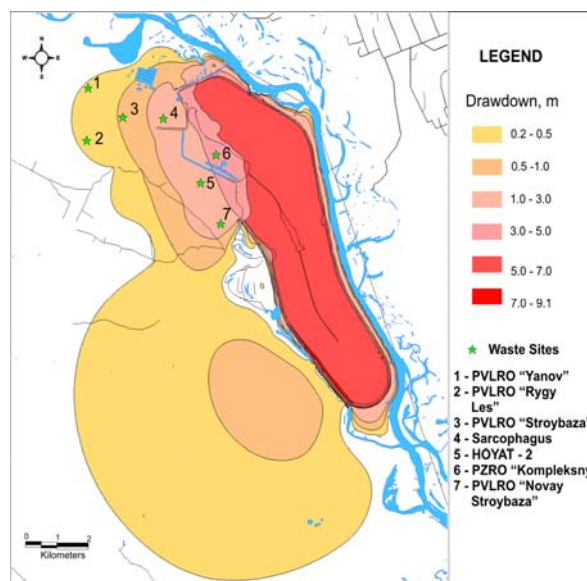 N
W
E
S
1
2
3
4
5
6
7
0 1 2
Kilometers
LEGEND
Drawdown, m
0.2 - 0.5
0.5 -1.0
1.0 - 3.0
3.0 - 5.0
5.0 - 7.0
7.0 - 9.1
Waste Sites
1 - PVLRO “Yanov”
2 - PVLRO “Rygy
Les”
3 - PVLRO “Stroybaza”
4 - Sarcophagus
5 - HOYAT - 2
6 - PZRO “Kompleksny
7 - PVLRO “Novay
Stroybaza”